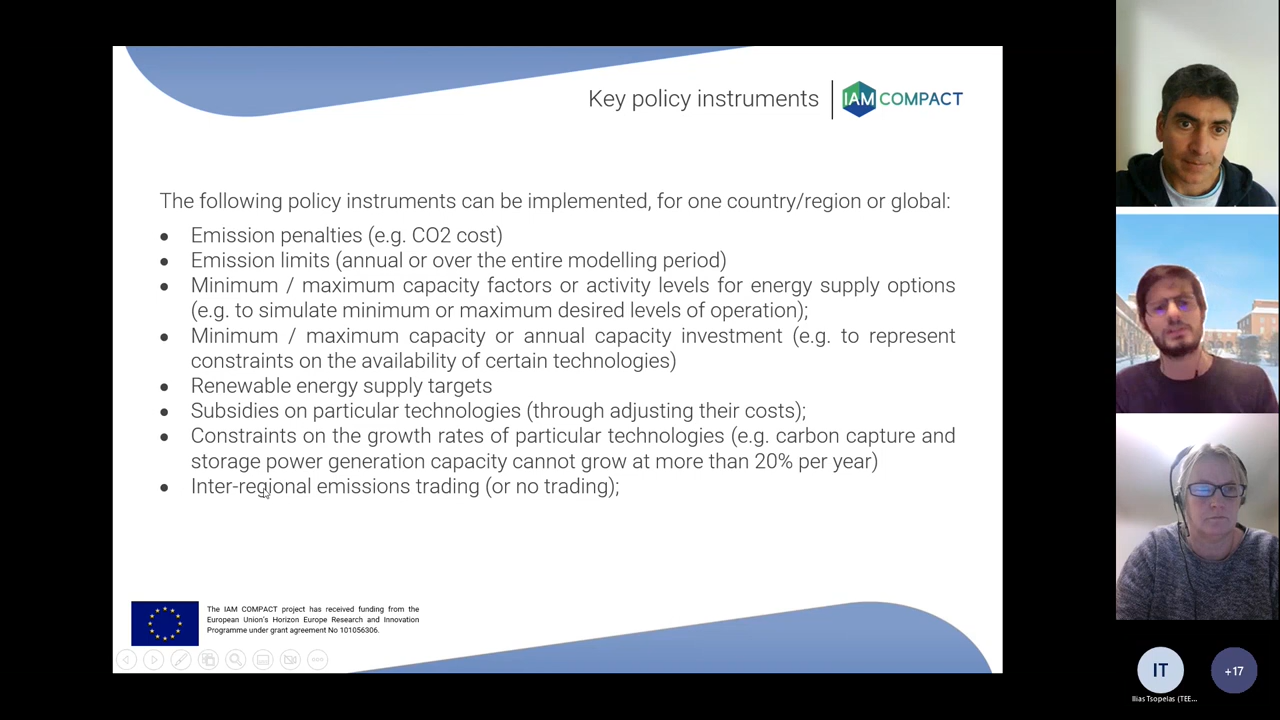 Key policy instruments
IAM COMPACT
The following policy instruments can be implemented, for one country/region or global:
• Emission penalties (e.g. CO2 cost)
• Emission limits (annual or over the entire modelling period)
• Minimum / maximum capacity factors or activity levels for energy supply options
(e.g. to simulate minimum or maximum desired levels of operation);
• Minimum / maximum capacity or annual capacity investment (e.g. to represent
constraints on the availability of certain technologies)
• Renewable energy supply targets
• Subsidies on particular technologies (through adjusting their costs);
• Constraints on the growth rates of particular technologies (e.g. carbon capture and
storage power generation capacity cannot grow at more than 20% per year)
• Inter-regional emissions trading (or no trading);
The IAM COMPACT project has received funding from the
European Union's Horizon Europe Research and Innovation
Programme under grant agreement No 101056306.
IT
+17
Ilias Tsopelas (TEE...